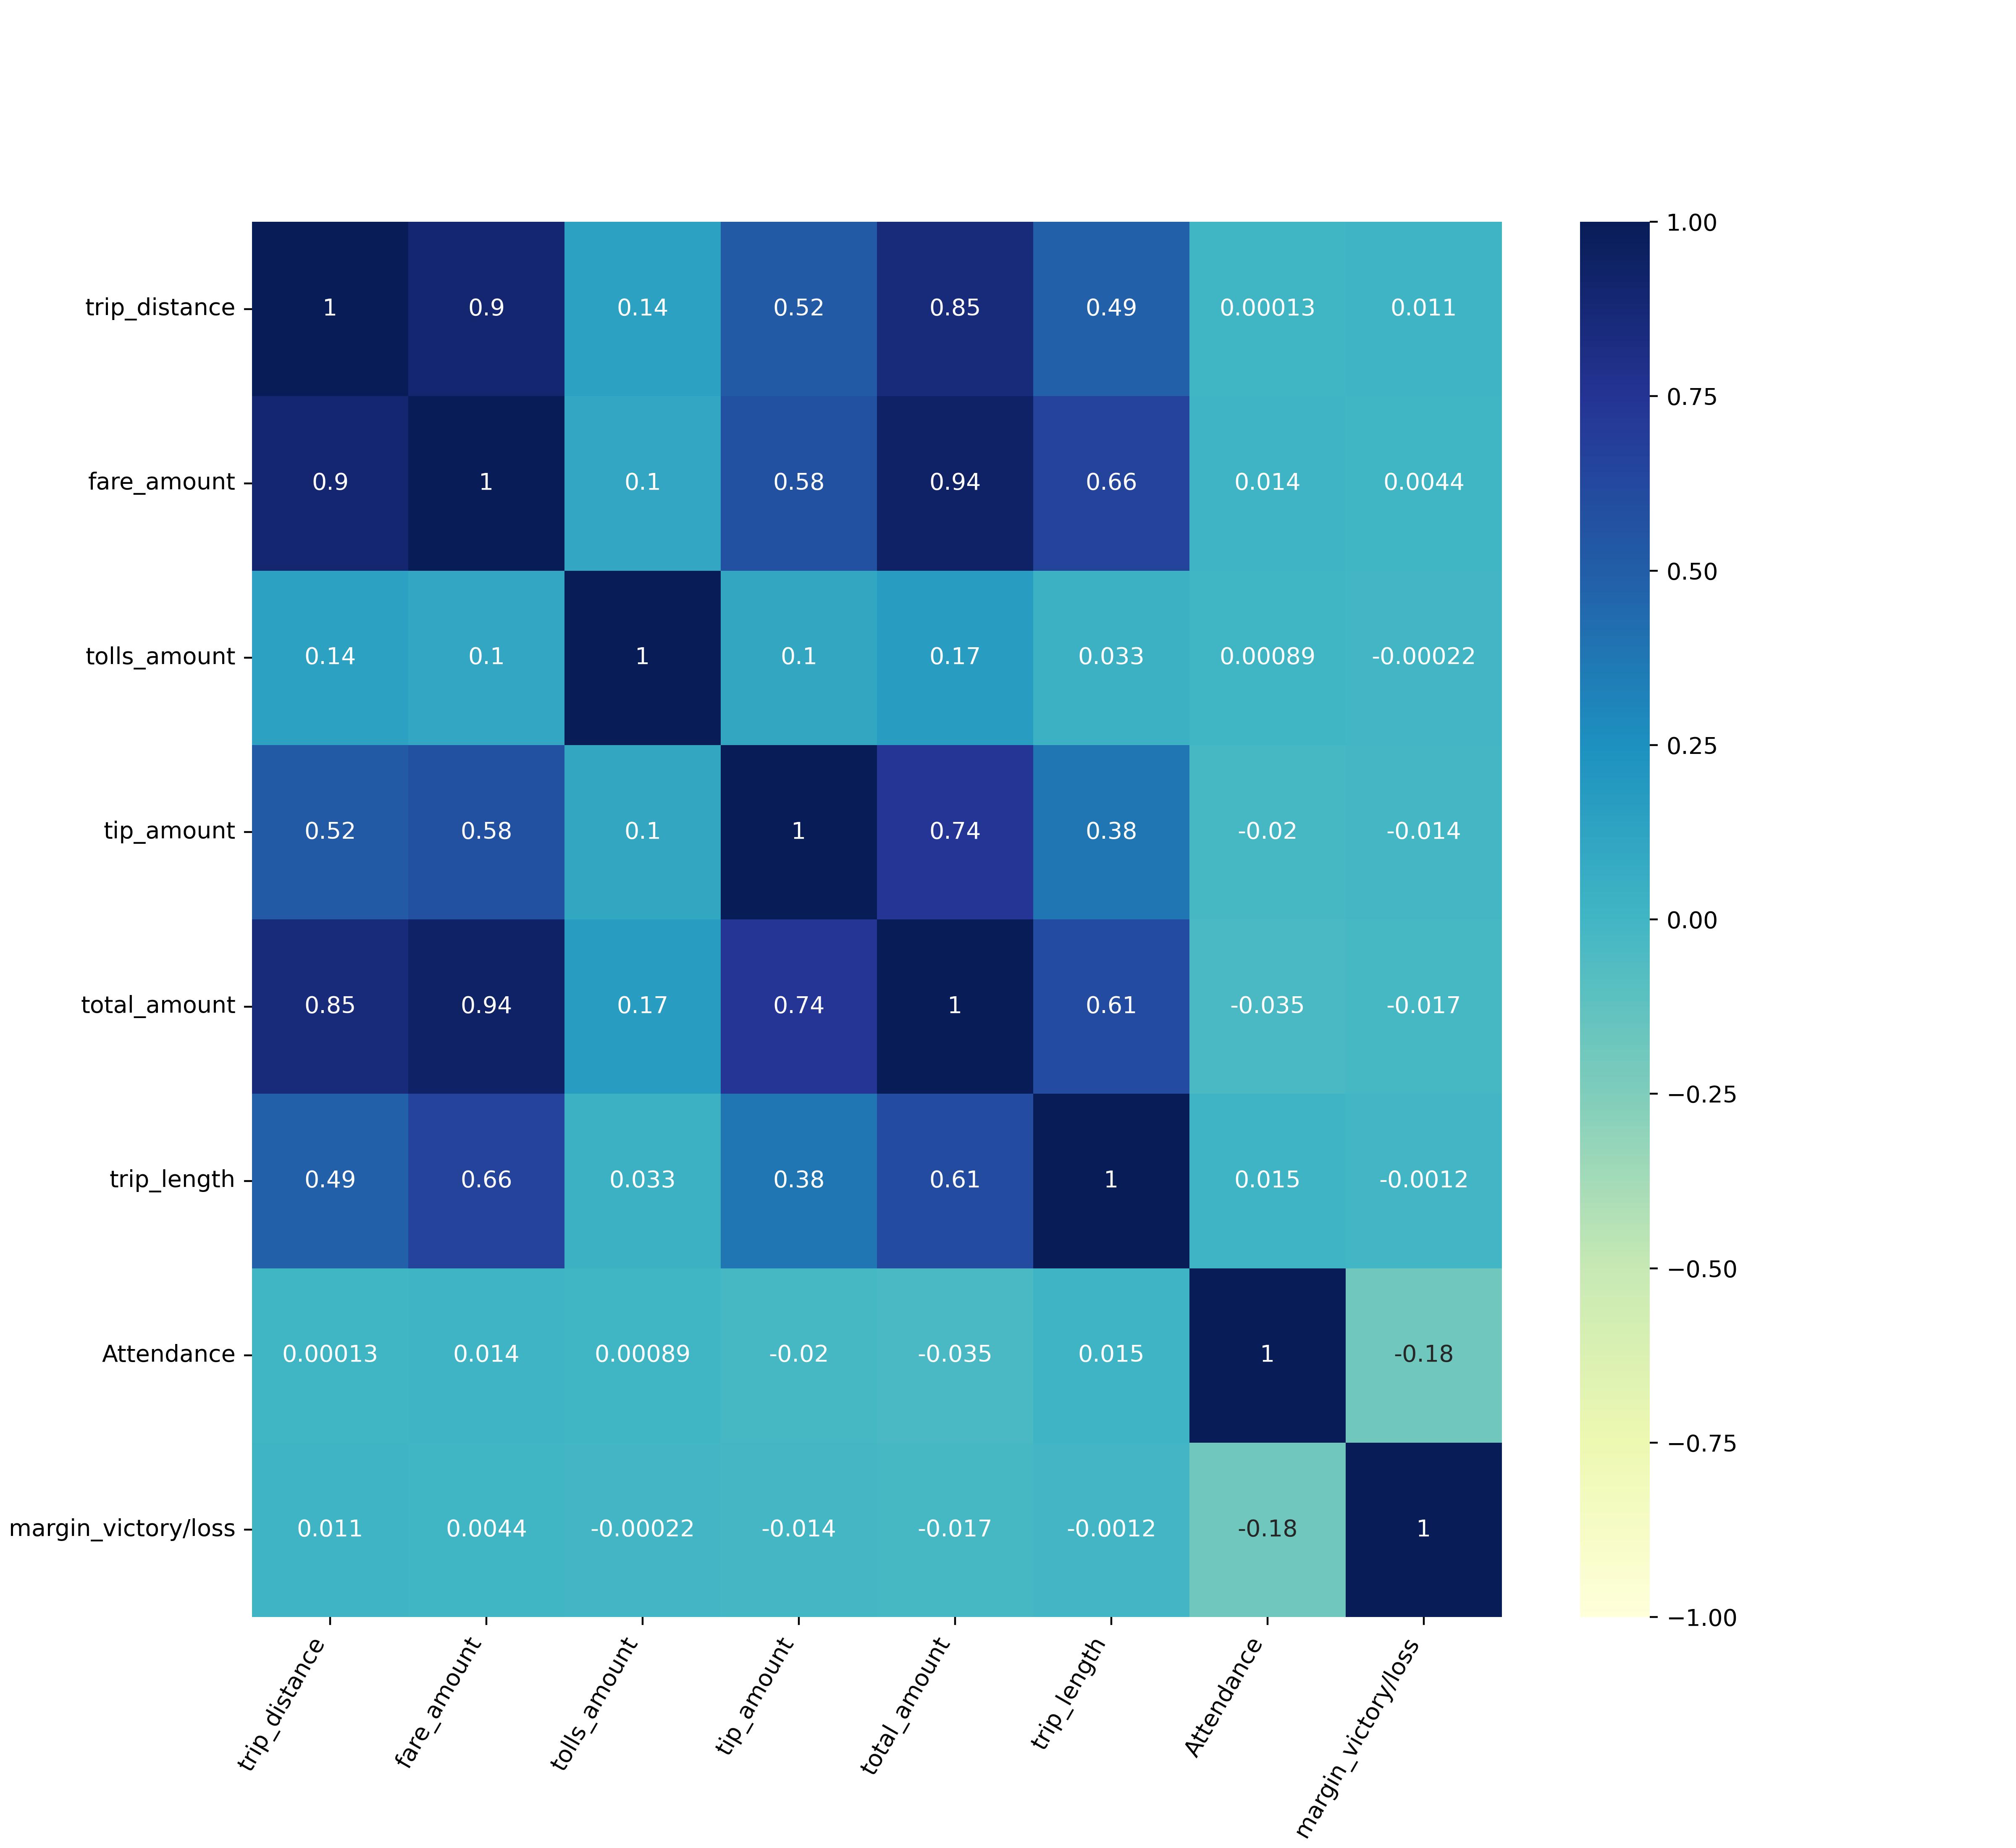 trip_distance 1 0.9 0.14 0.52 0.85 0.49 0.00013 0.011
fare_amount 0.9 1 0.1 0.58 0.94 0.66 0.014 0.0044
tolls_amount 0.14 0.1 1 0.1 0.17 0.033 0.00089 -0.00022
tip_amount 0.52 0.58 0.1 1 0.74 0.38 -0.02 -0.014
total_amount 0.85 0.94 0.17 0.74 1 0.61 -0.035 -0.017
trip_length 0.49 0.66 0.033 0.38 0.61 1 0.015 -0.0012
Attendance 0.00013 0.014 0.00089 -0.02 -0.035 0.015 1 -0.18
margin_victory/loss 0.011 0.0044 -0.00022 -0.014 -0.017 -0.0012 -0.18 1
trip_distance
fare_amount
tolls_amount
tip_amount
total_amount
trip_length
Attendance
margin_victory/loss
1.00
0.75
0.50
0.25
0.00
−0.25
−0.50
−0.75
−1.00